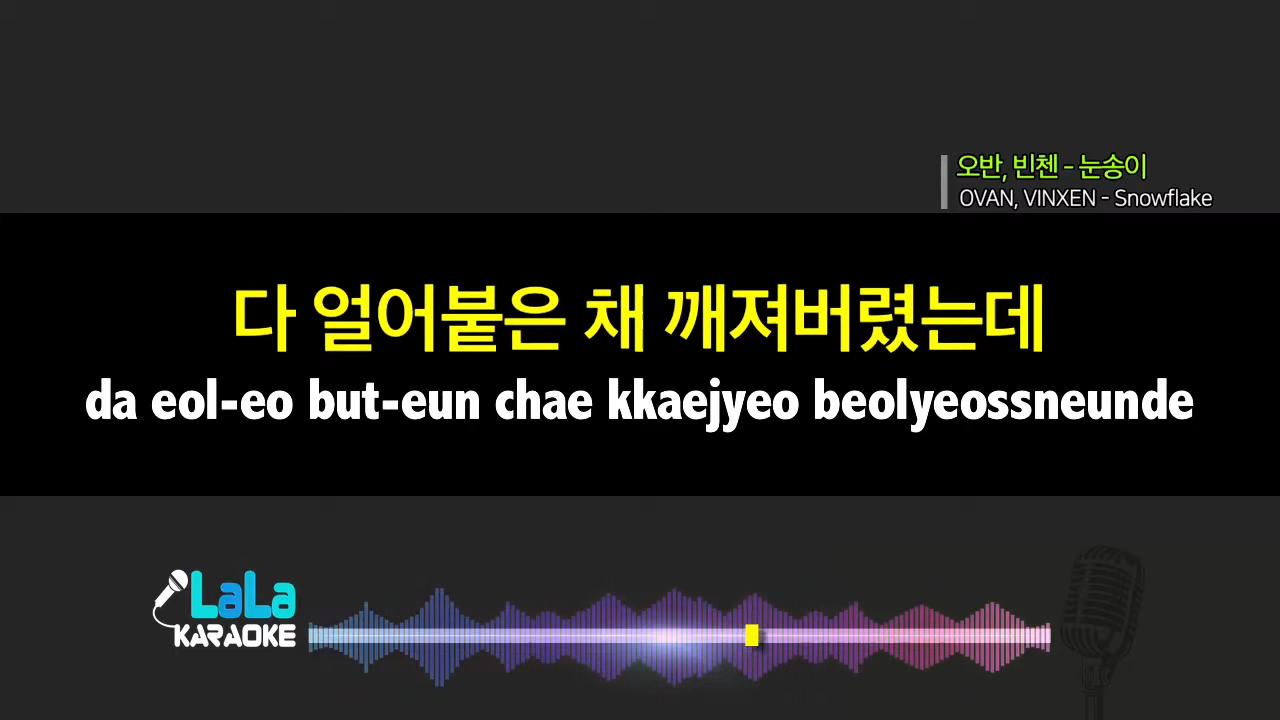 오반, 빈첸 - 눈송이
OVAN, VINXEN - Snowflake
다 얼어붙은 채 깨져버렸는데
da eol-eo but-eun chae kkaejyeo beolyeossneunde
LaLa
KARAOKE